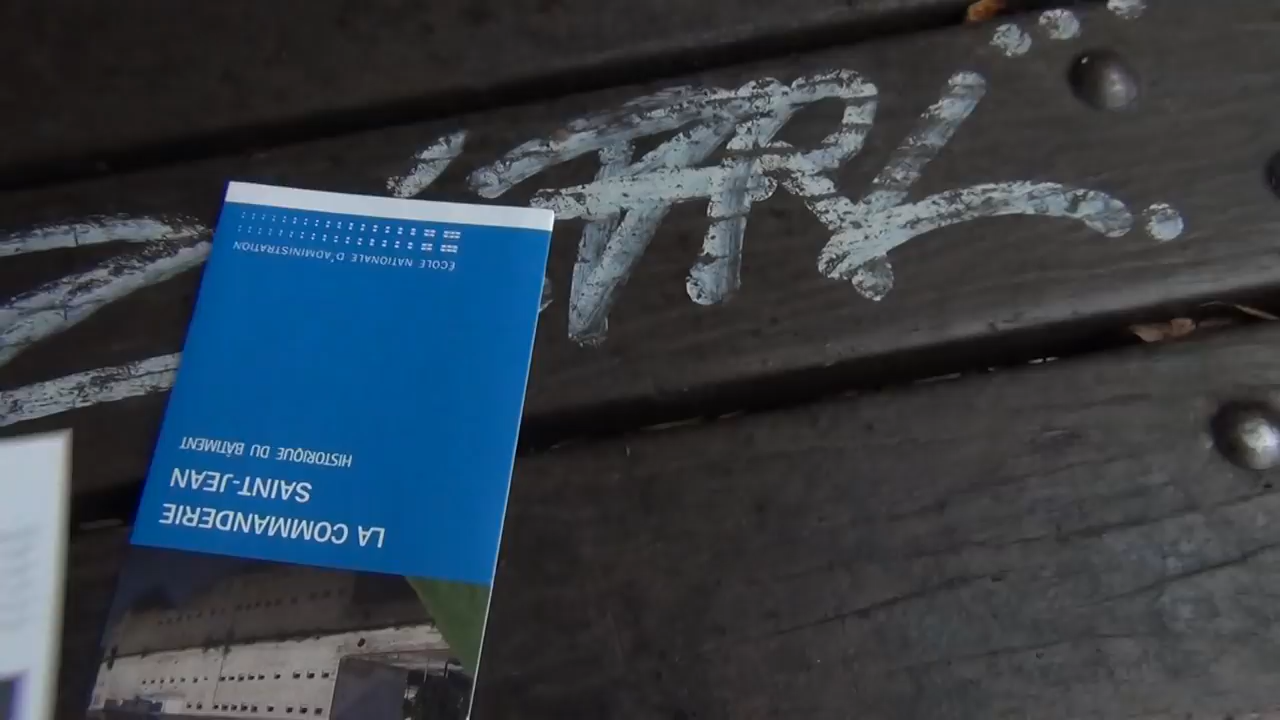 LA COMMANDERIE
SAINT-JEAN
HISTORIQUE DU BÂTIMENT
ÉCOLE NATIONALE D'ADMINISTRATION